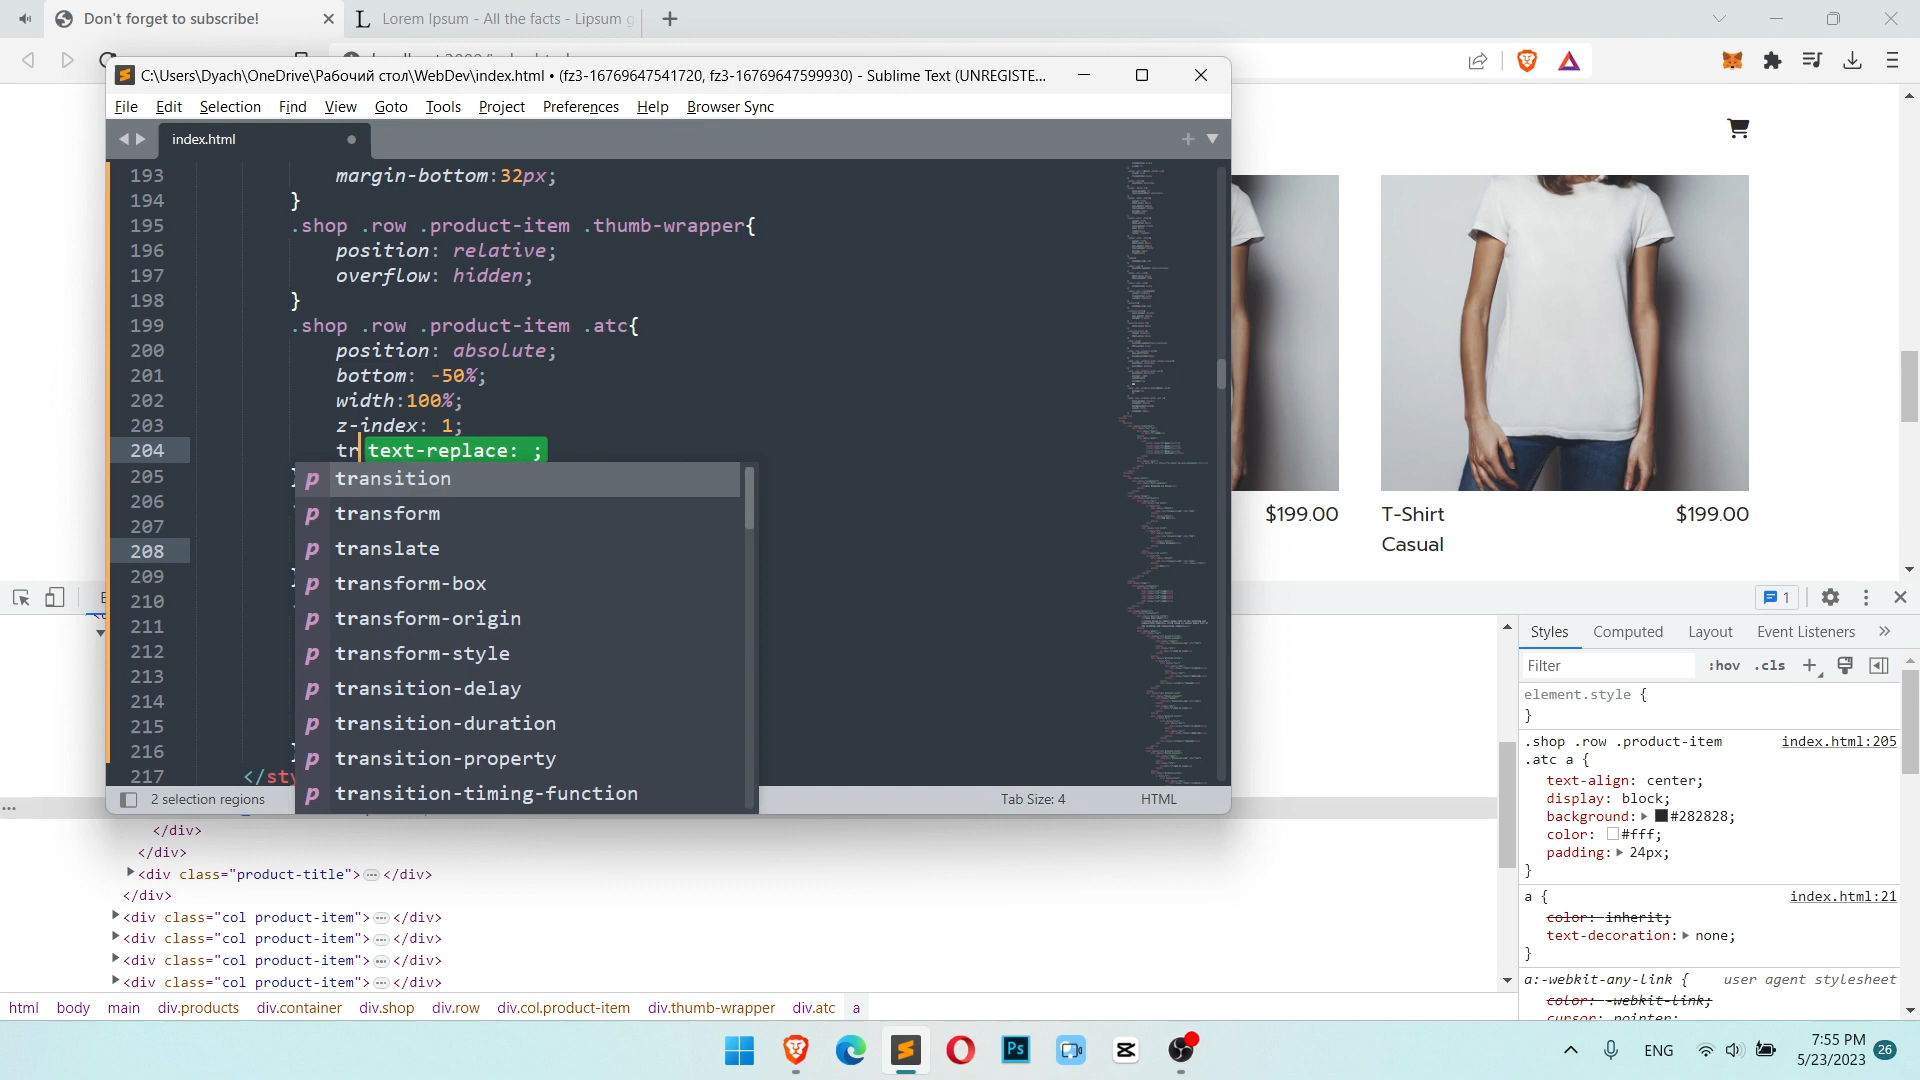 Don't forget to subscribe!
Lorem Ipsum - All the facts - Lipsum g
C:\Users\Dyach\OneDrive\Рабочий стол\WebDev\index.html • (fz3-16769647541720, fz3-16769647599930) - Sublime Text (UNREGISTE...
File Edit Selection Find View Goto Tools Project Preferences Help Browser Sync
index.html
193 margin-bottom:32px;
194 }
195 .shop .row .product-item .thumb-wrapper{
196 position: relative;
197 overflow: hidden;
198 }
199 .shop .row .product-item .atc{
200 position: absolute;
201 bottom: -50%;
202 width:100%;
203 z-index: 1;
204 tr text-replace: ;
205 }
206
207
208
209 }
210
211
212
213
214
215
216 }
217 </sty
p transition
p transform
p translate
p transform-box
p transform-origin
p transform-style
p transition-delay
p transition-duration
p transition-property
p transition-timing-function
2 selection regions
Tab Size: 4
HTML
$199.00
T-Shirt
Casual
$199.00
1
Styles Computed Layout Event Listeners »
Filter
:hov .cls +
element.style {
}
.shop .row .product-item index.html:205
.atc a {
text-align: center;
display: block;
background: #282828;
color: #fff;
padding: 24px;
}
a { index.html:21
color: inherit;
text-decoration: none;
}
a:-webkit-any-link { user agent stylesheet
color: -webkit-link;
cursor: pointer;
</div>
</div>
<div class="product-title"> ⋯ </div>
</div>
<div class="col product-item"> ⋯ </div>
<div class="col product-item"> ⋯ </div>
<div class="col product-item"> ⋯ </div>
<div class="col product-item"> ⋯ </div>
html body main div.products div.container div.shop div.row div.col.product-item div.thumb-wrapper div.atc a
Ps
ENG
7:55 PM
5/23/2023
26